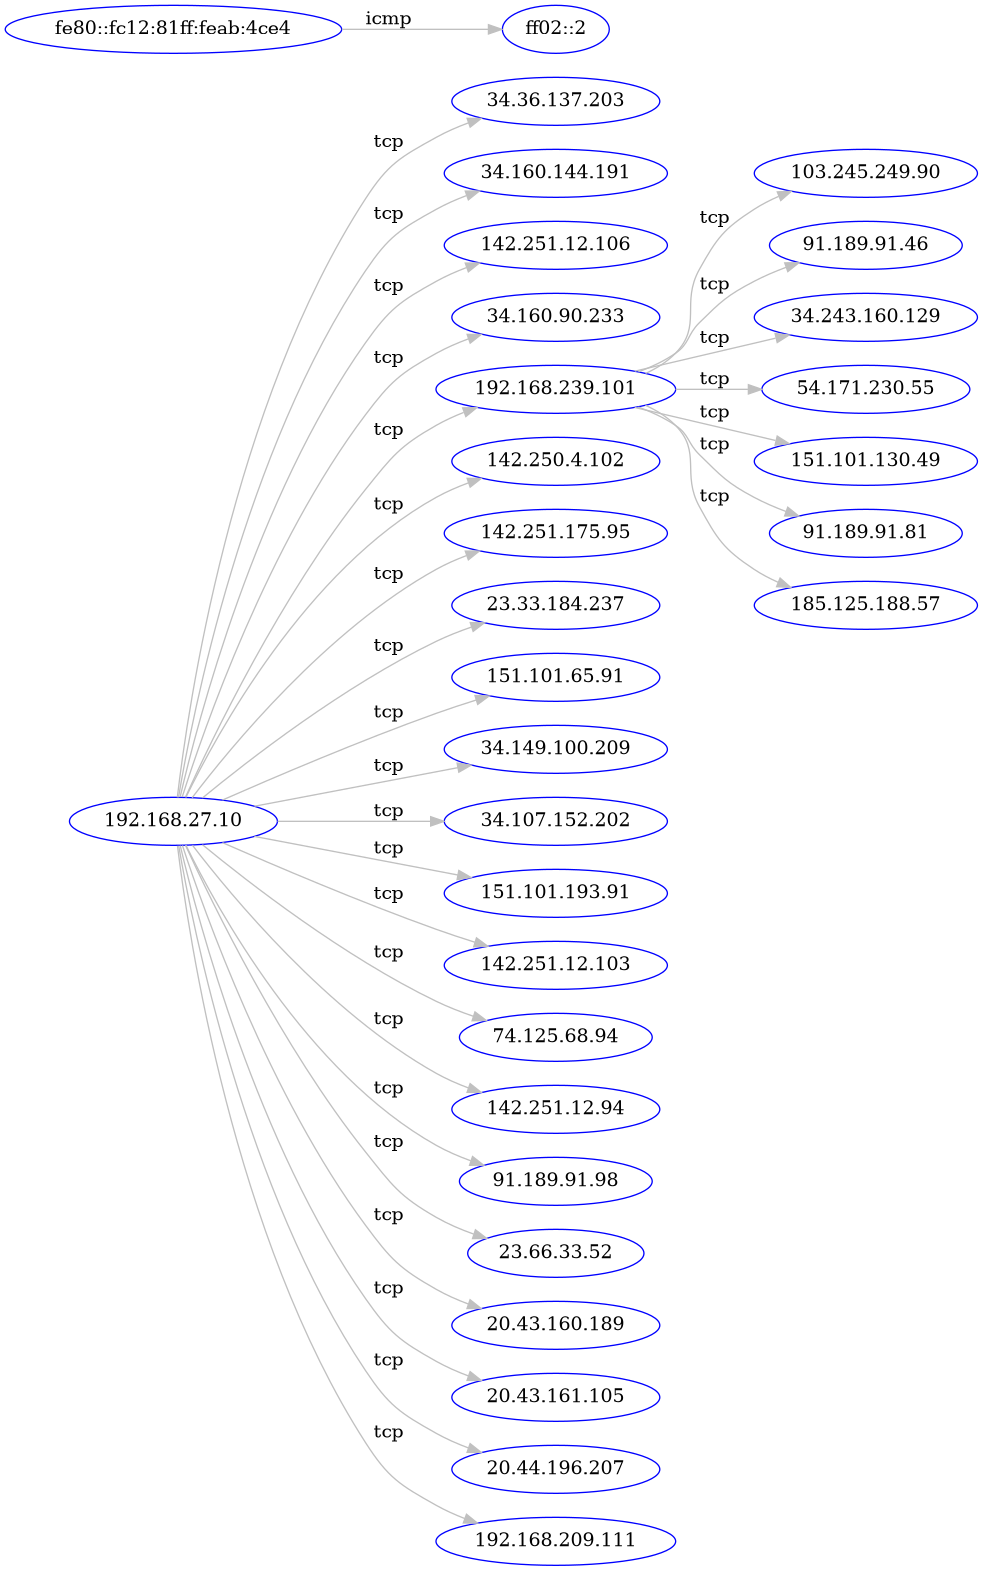 fe80::fc12:81ff:feab:4ce4
icmp
ff02::2
34.36.137.203
tcp
34.160.144.191
103.245.249.90
tcp
tcp
142.251.12.106
91.189.91.46
tcp
tcp
34.160.90.233
34.243.160.129
tcp
tcp
192.168.239.101
tcp
54.171.230.55
tcp
tcp
142.250.4.102
tcp
151.101.130.49
tcp
tcp
142.251.175.95
91.189.91.81
tcp
23.33.184.237
185.125.188.57
tcp
151.101.65.91
tcp
34.149.100.209
tcp
192.168.27.10
tcp
34.107.152.202
tcp
151.101.193.91
tcp
142.251.12.103
tcp
74.125.68.94
tcp
142.251.12.94
tcp
91.189.91.98
tcp
23.66.33.52
tcp
20.43.160.189
tcp
20.43.161.105
tcp
20.44.196.207
tcp
192.168.209.111